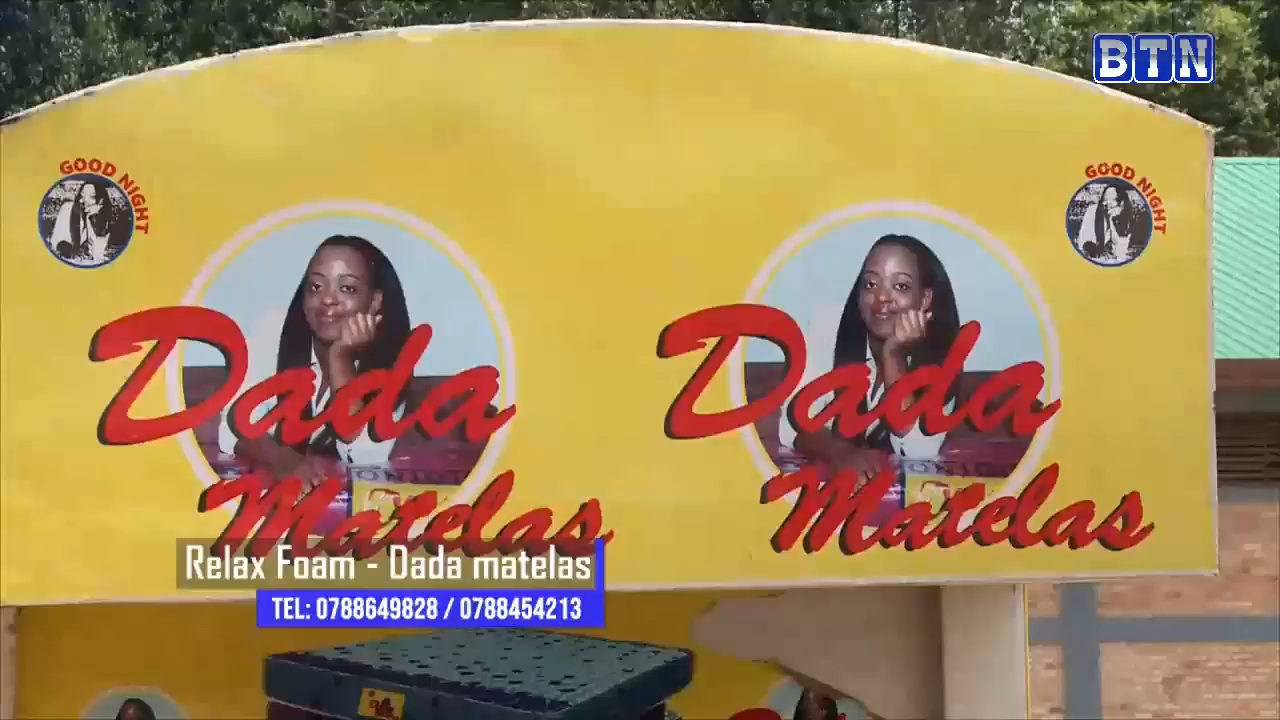 BTN
GOOD NIGHT
GOOD NIGHT
Dada
Matelas
Dada
Matelas
Relax Foam - Dada matelas
TEL: 0788649828 / 0788454213